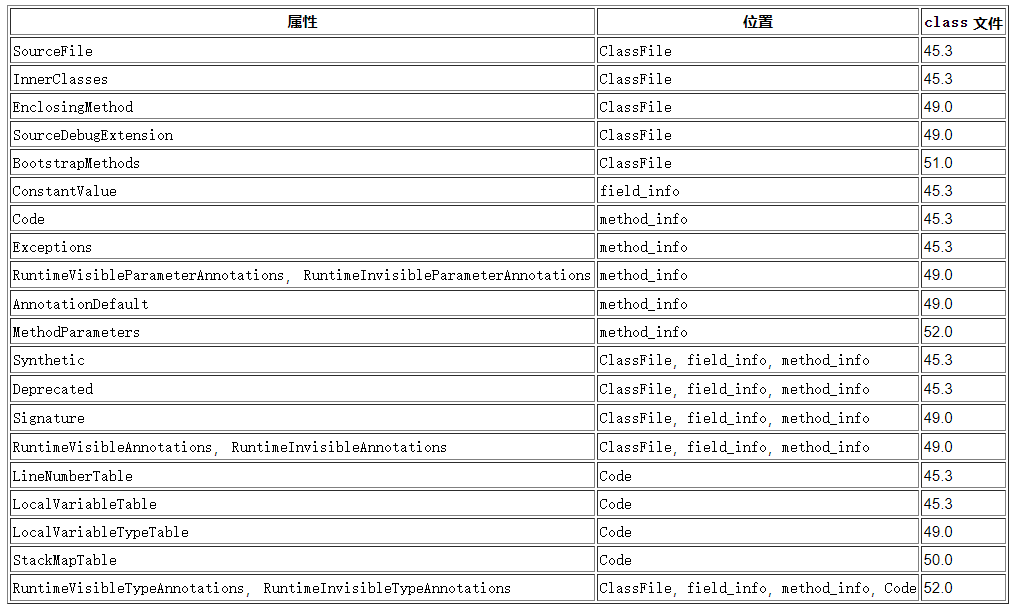 属性 位置 class 文件
SourceFile ClassFile 45.3
InnerClasses ClassFile 45.3
EnclosingMethod ClassFile 49.0
SourceDebugExtension ClassFile 49.0
BootstrapMethods ClassFile 51.0
ConstantValue field_info 45.3
Code method_info 45.3
Exceptions method_info 45.3
RuntimeVisibleParameterAnnotations, RuntimeInvisibleParameterAnnotations method_info 49.0
AnnotationDefault method_info 49.0
MethodParameters method_info 52.0
Synthetic ClassFile, field_info, method_info 45.3
Deprecated ClassFile, field_info, method_info 45.3
Signature ClassFile, field_info, method_info 49.0
RuntimeVisibleAnnotations, RuntimeInvisibleAnnotations ClassFile, field_info, method_info 49.0
LineNumberTable Code 45.3
LocalVariableTable Code 45.3
LocalVariableTypeTable Code 49.0
StackMapTable Code 50.0
RuntimeVisibleTypeAnnotations, RuntimeInvisibleTypeAnnotations ClassFile, field_info, method_info, Code 52.0